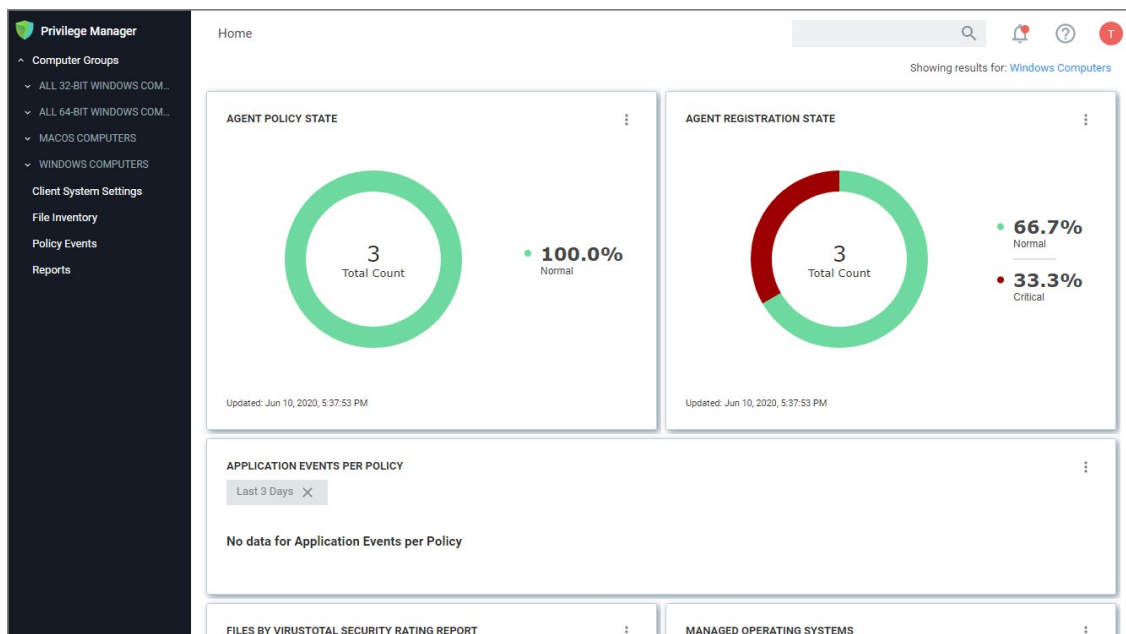 Privilege Manager
Home
T
Computer Groups
Showing results for: Windows Computers
ALL 32-BIT WINDOWS COM...
ALL 64-BIT WINDOWS COM...
MACOS COMPUTERS
WINDOWS COMPUTERS
Client System Settings
File Inventory
Policy Events
Reports
AGENT POLICY STATE
3
Total Count
100.0%
Normal
Updated: Jun 10, 2020, 5:37:53 PM
AGENT REGISTRATION STATE
3
Total Count
66.7%
Normal
33.3%
Critical
Updated: Jun 10, 2020, 5:37:53 PM
APPLICATION EVENTS PER POLICY
Last 3 Days
No data for Application Events per Policy
FILES BY VIRUSTOTAL SECURITY RATING REPORT
MANAGED OPERATING SYSTEMS